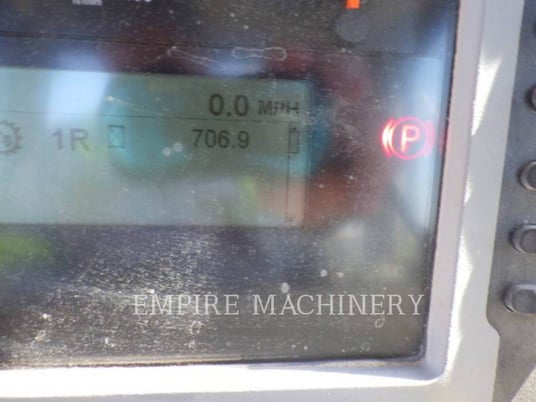 0.0 MPH
1R 706.9
P
EMPIRE MACHINERY